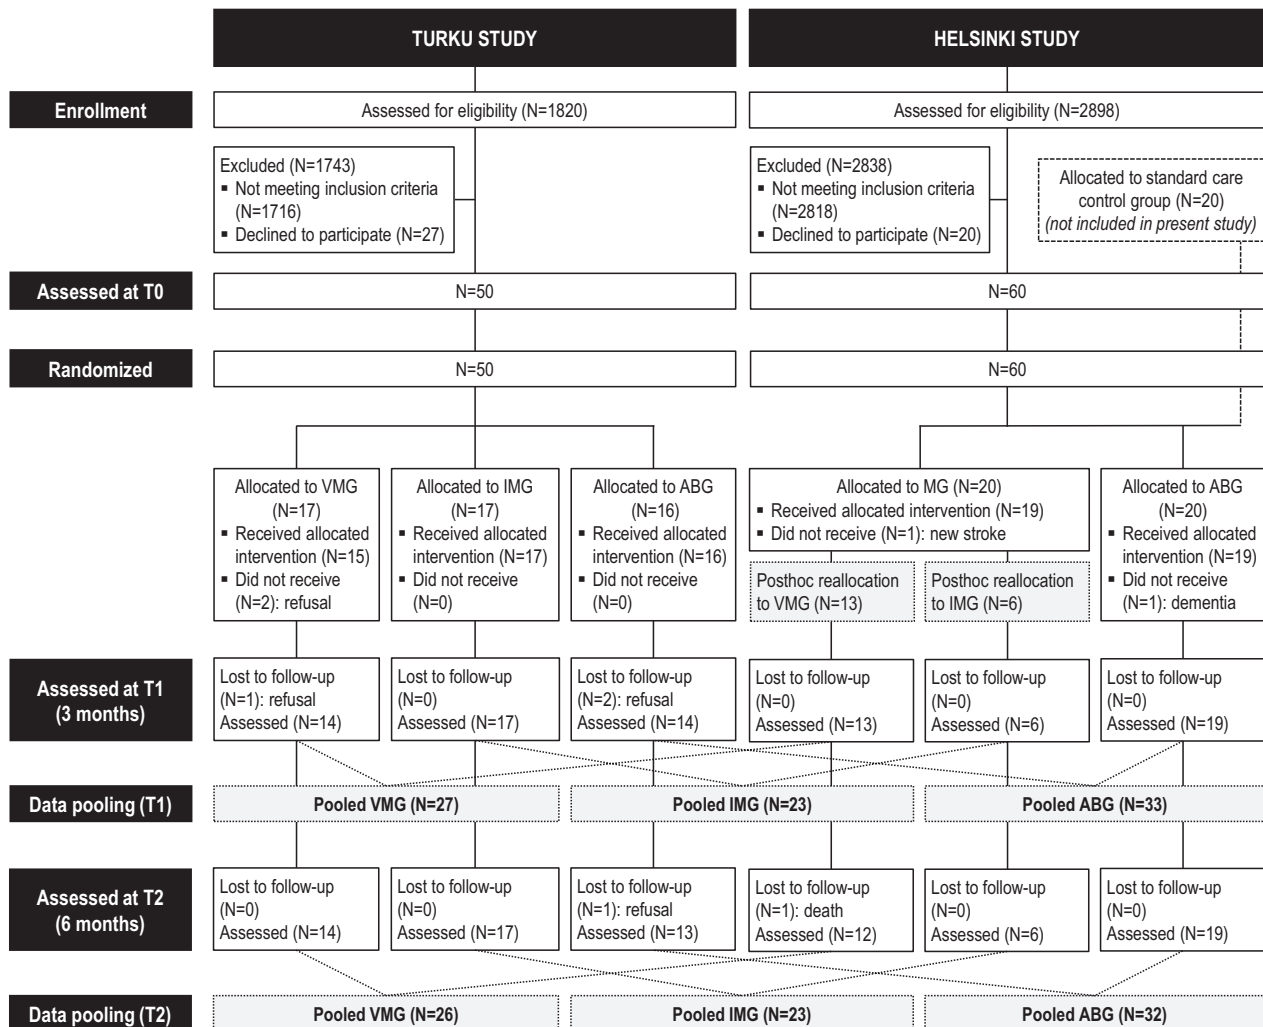 TURKU STUDY
HELSINKI STUDY
Enrollment
Assessed for eligibility (N=1820)
Assessed for eligibility (N=2898)
Excluded (N=1743)
▪ Not meeting inclusion criteria
(N=1716)
▪ Declined to participate (N=27)
Excluded (N=2838)
▪ Not meeting inclusion criteria
(N=2818)
▪ Declined to participate (N=20)
Allocated to standard care
control group (N=20)
(not included in present study)
Assessed at T0
N=50
N=60
Randomized
N=50
N=60
Allocated to VMG
(N=17)
▪ Received allocated
intervention (N=15)
▪ Did not receive
(N=2): refusal
Allocated to IMG
(N=17)
▪ Received allocated
intervention (N=17)
▪ Did not receive
(N=0)
Allocated to ABG
(N=16)
▪ Received allocated
intervention (N=16)
▪ Did not receive
(N=0)
Allocated to MG (N=20)
▪ Received allocated intervention (N=19)
▪ Did not receive (N=1): new stroke
Posthoc reallocation
to VMG (N=13)
Posthoc reallocation
to IMG (N=6)
Allocated to ABG
(N=20)
▪ Received allocated
intervention (N=19)
▪ Did not receive
(N=1): dementia
Assessed at T1
(3 months)
Lost to follow-up
(N=1): refusal
Assessed (N=14)
Lost to follow-up
(N=0)
Assessed (N=17)
Lost to follow-up
(N=2): refusal
Assessed (N=14)
Lost to follow-up
(N=0)
Assessed (N=13)
Lost to follow-up
(N=0)
Assessed (N=6)
Lost to follow-up
(N=0)
Assessed (N=19)
Data pooling (T1)
Pooled VMG (N=27)
Pooled IMG (N=23)
Pooled ABG (N=33)
Assessed at T2
(6 months)
Lost to follow-up
(N=0)
Assessed (N=14)
Lost to follow-up
(N=0)
Assessed (N=17)
Lost to follow-up
(N=1): refusal
Assessed (N=13)
Lost to follow-up
(N=1): death
Assessed (N=12)
Lost to follow-up
(N=0)
Assessed (N=6)
Lost to follow-up
(N=0)
Assessed (N=19)
Data pooling (T2)
Pooled VMG (N=26)
Pooled IMG (N=23)
Pooled ABG (N=32)